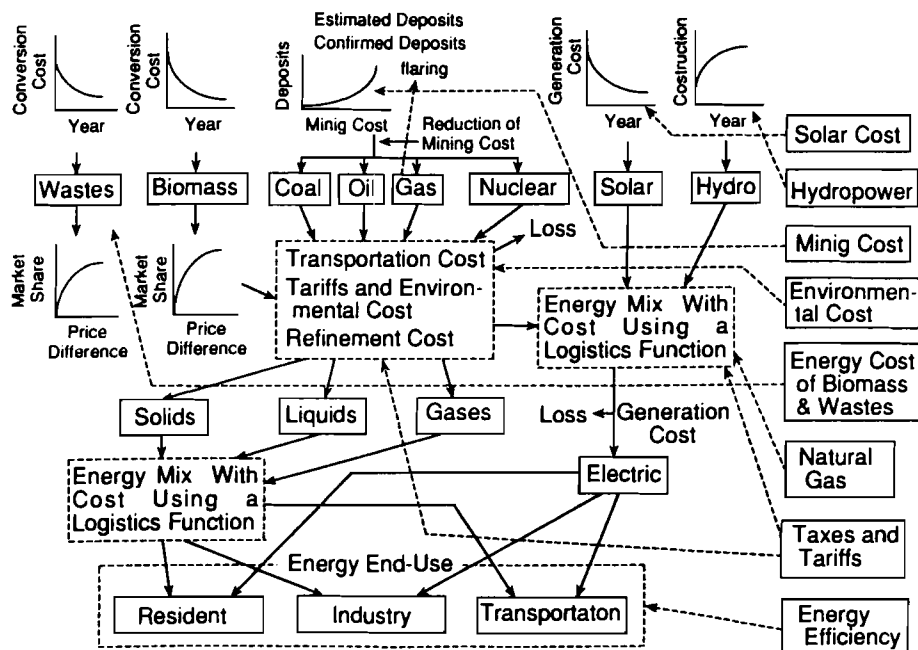 Estimated Deposits
Confirmed Deposits
flaring
Conversion
Cost
Year
Conversion
Cost
Year
Deposits
Minig Cost
Reduction of
Mining Cost
Generation
Cost
Year
Costruction
Year
Solar Cost
Hydropower
Minig Cost
Environmen-
tal Cost
Energy Cost
of Biomass
& Wastes
Natural
Gas
Taxes and
Tariffs
Energy
Efficiency
Wastes
Biomass
Coal
Oil
Gas
Nuclear
Solar
Hydro
Market
Share
Price
Difference
Market
Share
Price
Difference
Loss
Transportation Cost
Tariffs and Environ-
mental Cost
Refinement Cost
Energy Mix With
Cost Using a
Logistics Function
Solids
Liquids
Gases
Loss
Generation
Cost
Energy Mix With
Cost Using a
Logistics Function
Electric
Energy End-Use
Resident
Industry
Transportaton